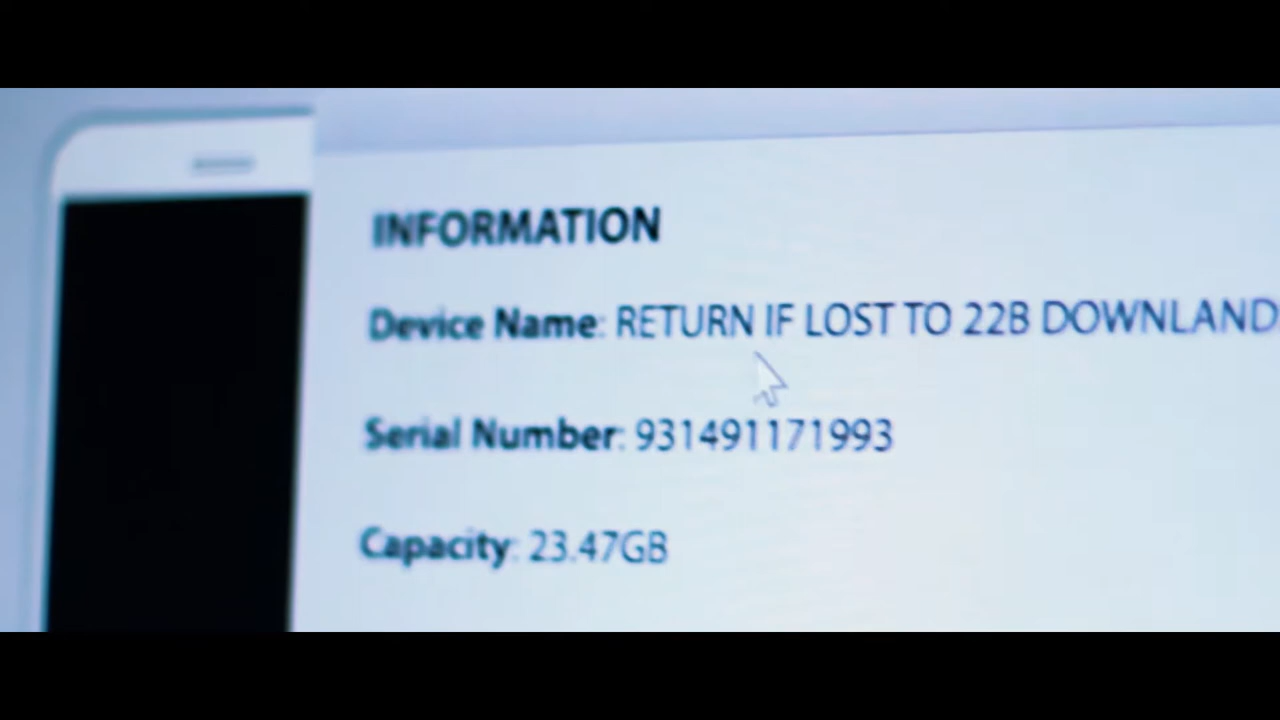 INFORMATION
Device Name: RETURN IF LOST TO 22B DOWNLAND
Serial Number: 931491171993
Capacity: 23.47GB